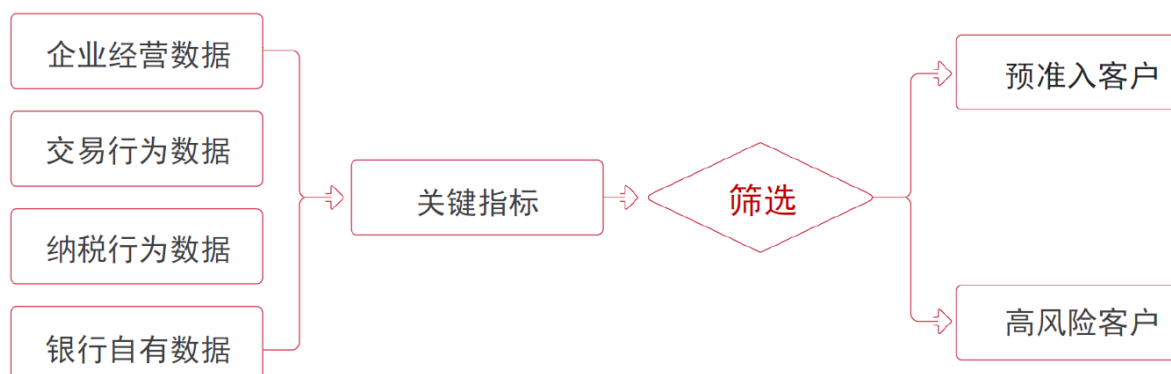 企业经营数据
交易行为数据
纳税行为数据
银行自有数据
关键指标
筛选
预准入客户
高风险客户